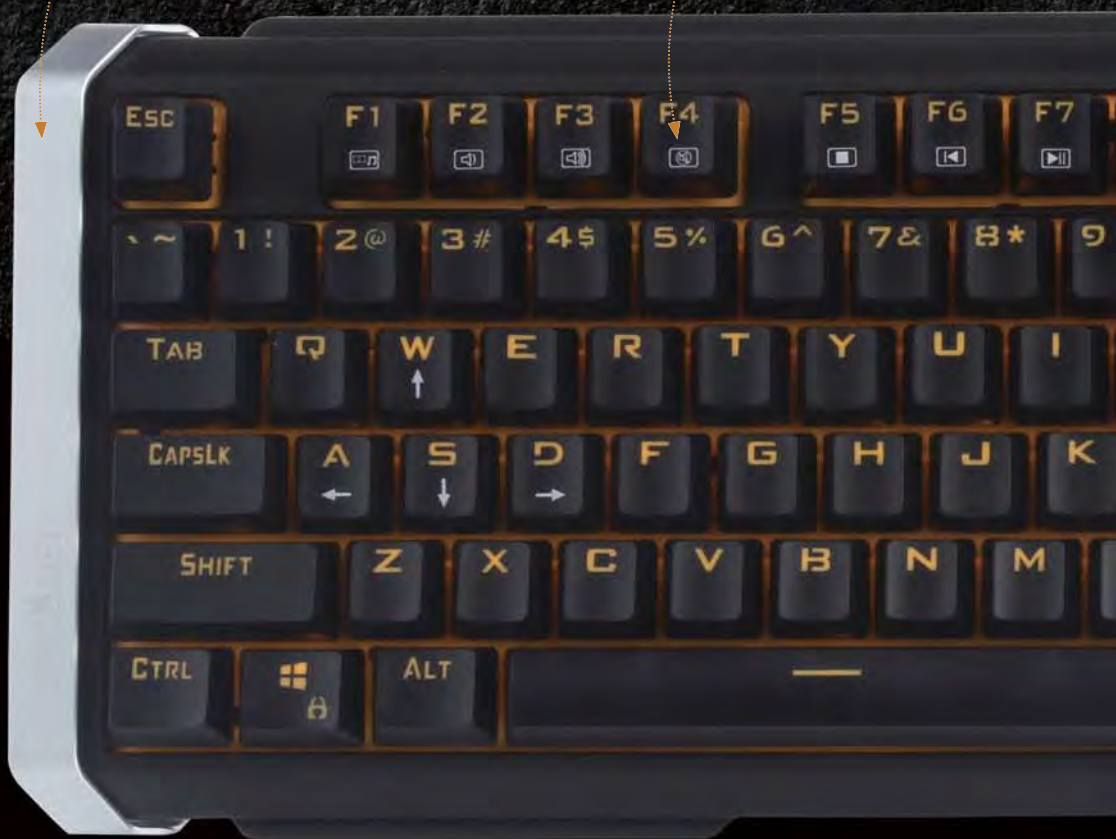 Esc F1 F2 F3 F4 F5 F6 F7
` ~ 1 ! 2 @ 3 # 4 $ 5 % 6 ^ 7 & 8 * 9
Tab Q W E R T Y U I
CapsLk A S D F G H J K
Shift Z X C V B N M
Ctrl Alt